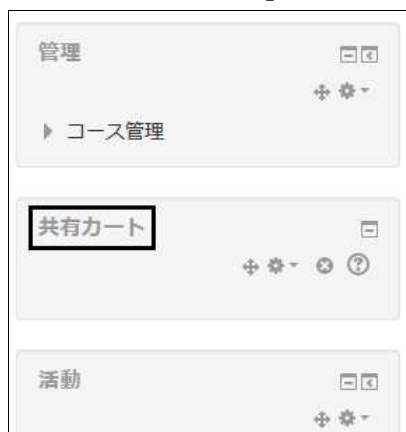 管理
コース管理
共有カート
活動